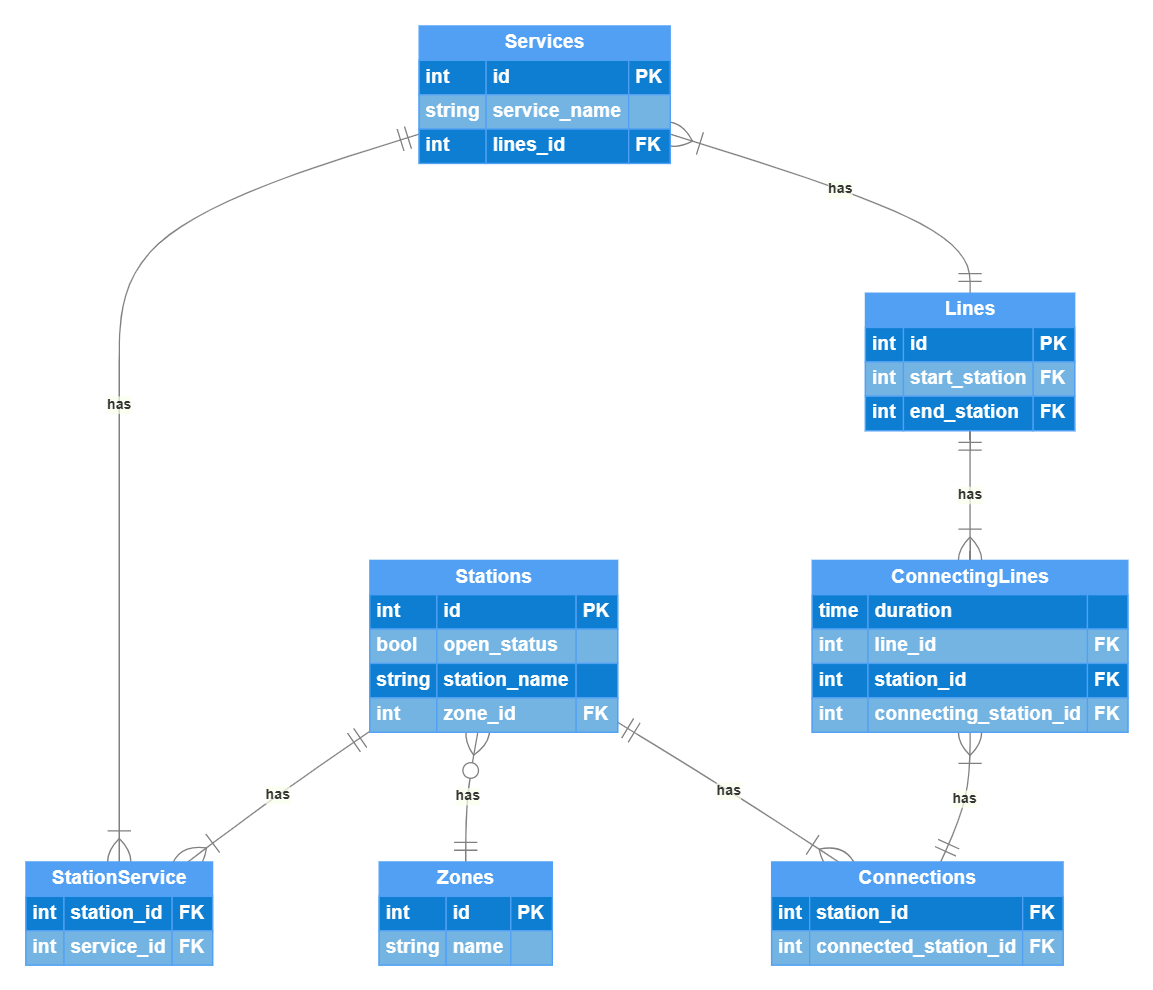 Services
int id PK
string service_name
int lines_id FK
has
Lines
int id PK
int start_station FK
int end_station FK
has
has
Stations
int id PK
bool open_status
string station_name
int zone_id FK
ConnectingLines
time duration
int line_id FK
int station_id FK
int connecting_station_id FK
has
has
has
has
StationService
int station_id FK
int service_id FK
Zones
int id PK
string name
Connections
int station_id FK
int connected_station_id FK